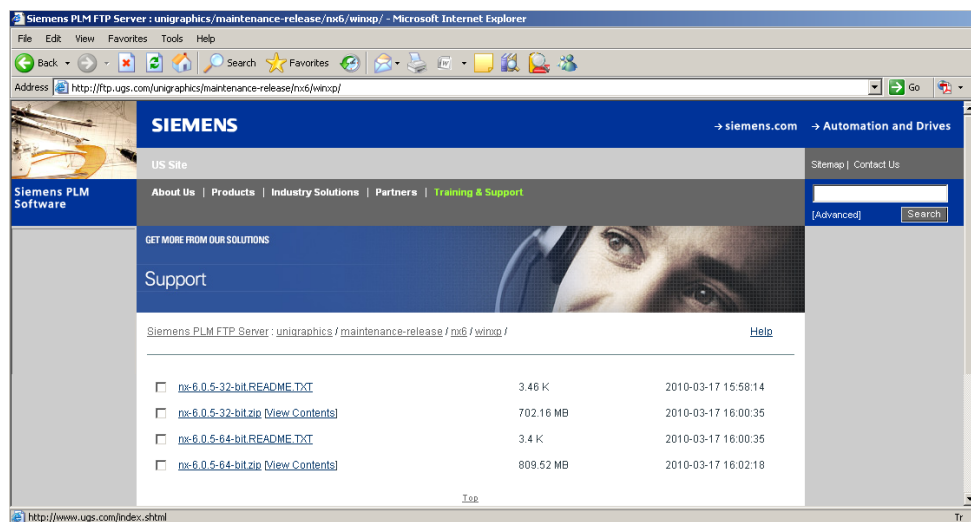 Siemens PLM FTP Server : unigraphics/maintenance-release/nx6/winxp/ - Microsoft Internet Explorer
File Edit View Favorites Tools Help
Back Search Favorites
Address http://ftp.ugs.com/unigraphics/maintenance-release/nx6/winxp/ Go
SIEMENS
→ siemens.com → Automation and Drives
US Site
Sitemap | Contact Us
Siemens PLM
Software
About Us | Products | Industry Solutions | Partners | Training & Support
[Advanced] Search
GET MORE FROM OUR SOLUTIONS
Support
Siemens PLM FTP Server : unigraphics / maintenance-release / nx6 / winxp / Help
nx-6.0.5-32-bit.README.TXT 3.46 K 2010-03-17 15:58:14
nx-6.0.5-32-bit.zip [View Contents] 702.16 MB 2010-03-17 16:00:35
nx-6.0.5-64-bit.README.TXT 3.4 K 2010-03-17 16:00:35
nx-6.0.5-64-bit.zip [View Contents] 809.52 MB 2010-03-17 16:02:18
Top
http://www.ugs.com/index.shtml Tr